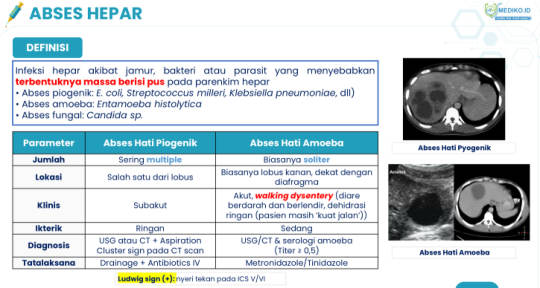 ABSES HEPAR
MEDIKO.ID
DEFINISI
Infeksi hepar akibat jamur, bakteri atau parasit yang menyebabkan
terbentuknya massa berisi pus pada parenkim hepar
• Abses piogenik: E. coli, Streptococcus milleri, Klebsiella pneumoniae, dll)
• Abses amoeba: Entamoeba histolytica
• Abses fungal: Candida sp.
Parameter Abses Hati Piogenik Abses Hati Amoeba
Jumlah Sering multiple Biasanya soliter
Lokasi Salah satu dari lobus Biasanya lobus kanan, dekat dengan
diafragma
Klinis Subakut Akut, walking dysentery (diare
berdarah dan berlendir, dehidrasi
ringan (pasien masih 'kuat jalan'))
Ikterik Ringan Sedang
Diagnosis USG atau CT + Aspiration
Cluster sign pada CT scan USG/CT & serologi amoeba
(Titer ≥ 0,5)
Tatalaksana Drainage + Antibiotics IV Metronidazole/Tinidazole
Ludwig sign (+): nyeri tekan pada ICS V/VI
Abses Hati Pyogenik
Abses Hati Amoeba